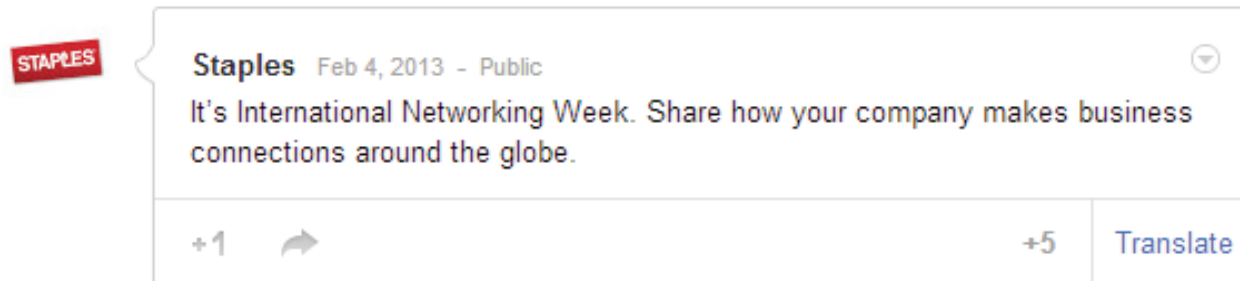 STAPLES
Staples Feb 4, 2013 - Public
It's International Networking Week. Share how your company makes business
connections around the globe.
+1 +5 Translate